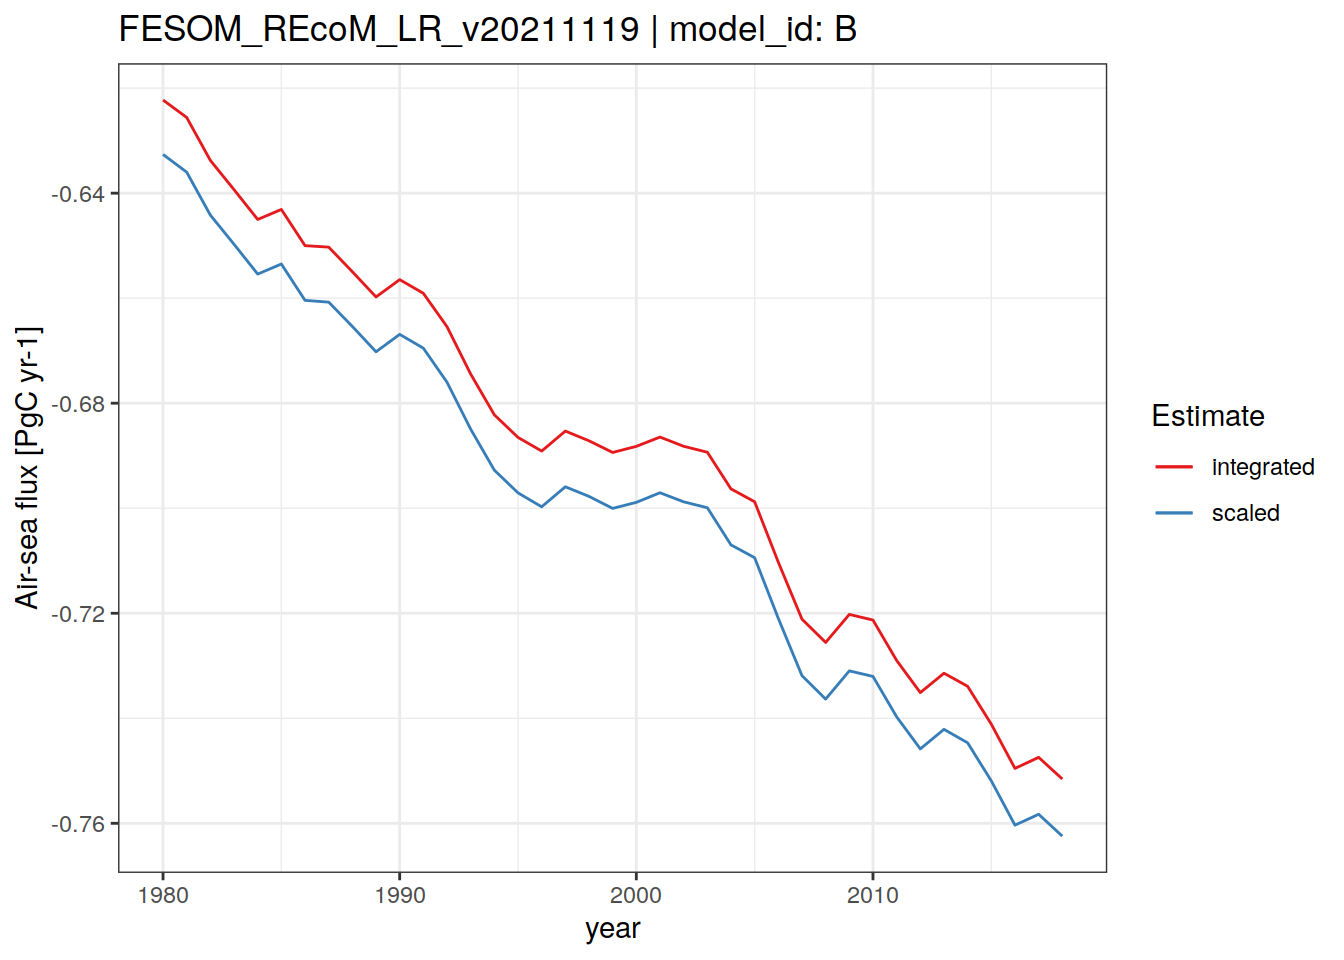 FESOM_REcoM_LR_v20211119 | model_id: B
Air-sea flux [PgC yr-1]
-0.64
-0.68
-0.72
-0.76
1980 1990 2000 2010
year
Estimate
integrated
scaled